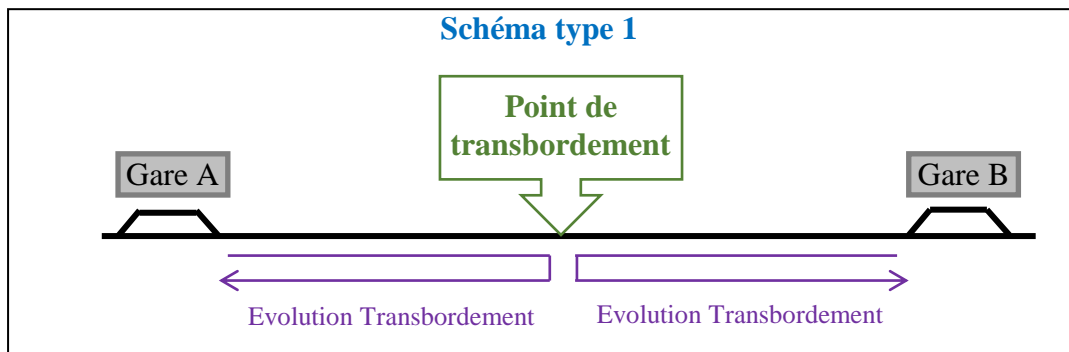 Schéma type 1
Point de
transbordement
Gare A
Gare B
Evolution Transbordement
Evolution Transbordement